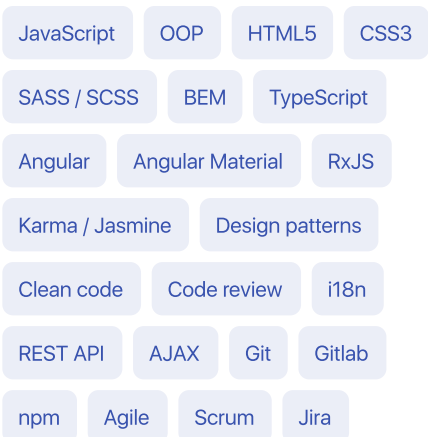 JavaScript OOP HTML5 CSS3
SASS / SCSS BEM TypeScript
Angular Angular Material RxJS
Karma / Jasmine Design patterns
Clean code Code review i18n
REST API AJAX Git Gitlab
npm Agile Scrum Jira